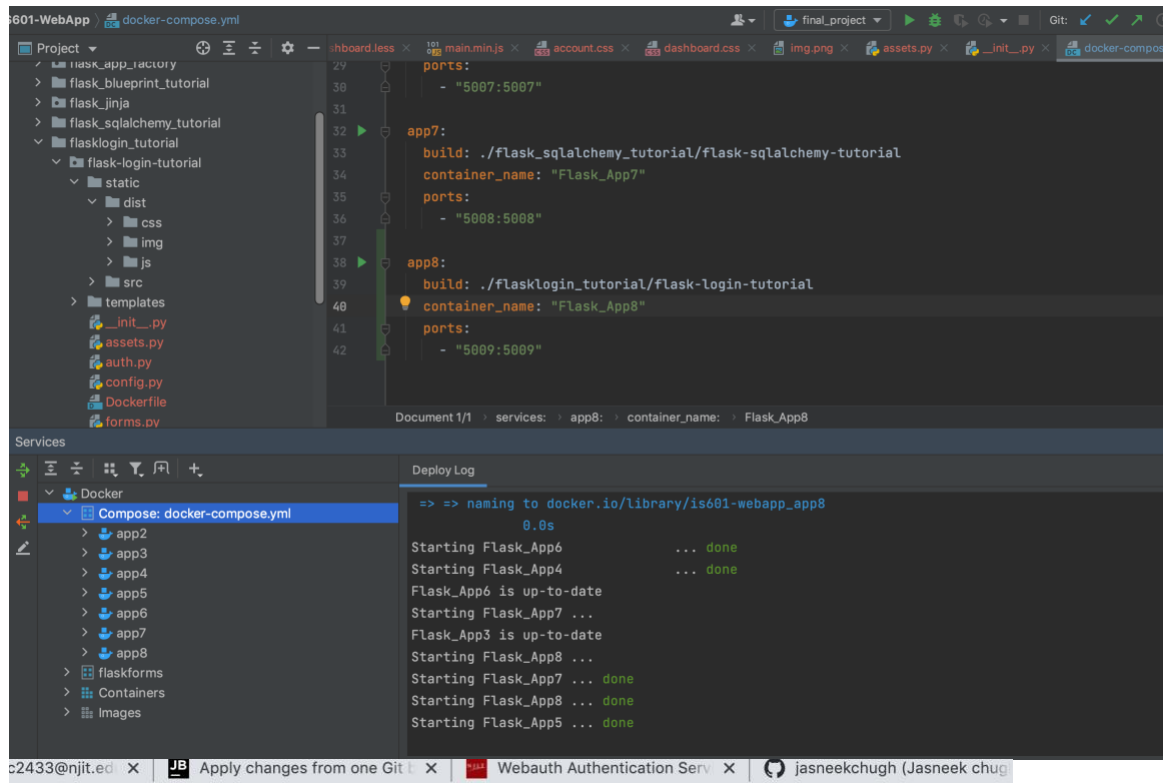 S601-WebApp docker-compose.yml final_project Git:
Project shboard.less main.min.js account.css dashboard.css img.png assets.py __init__.py docker-compos
flask_app_factory
flask_blueprint_tutorial
flask_jinja
flask_sqlalchemy_tutorial
flasklogin_tutorial
flask-login-tutorial
static
dist
css
img
js
src
templates
__init__.py
assets.py
auth.py
config.py
Dockerfile
forms.py
29 ports:
30 - "5007:5007"
31
32 app7:
33 build: ./flask_sqlalchemy_tutorial/flask-sqlalchemy-tutorial
34 container_name: "Flask_App7"
35 ports:
36 - "5008:5008"
37
38 app8:
39 build: ./flasklogin_tutorial/flask-login-tutorial
40 container_name: "Flask_App8"
41 ports:
42 - "5009:5009"
Document 1/1 › services: › app8: › container_name: › Flask_App8
Services
Docker
Compose: docker-compose.yml
app2
app3
app4
app5
app6
app7
app8
flaskforms
Containers
Images
Deploy Log
=> => naming to docker.io/library/is601-webapp_app8
0.0s
Starting Flask_App6 ... done
Starting Flask_App4 ... done
Flask_App6 is up-to-date
Starting Flask_App7 ...
Flask_App3 is up-to-date
Starting Flask_App8 ...
Starting Flask_App7 ... done
Starting Flask_App8 ... done
Starting Flask_App5 ... done
c2433@njit.ed Apply changes from one Git b Webauth Authentication Serv jasneekchugh (Jasneek chug